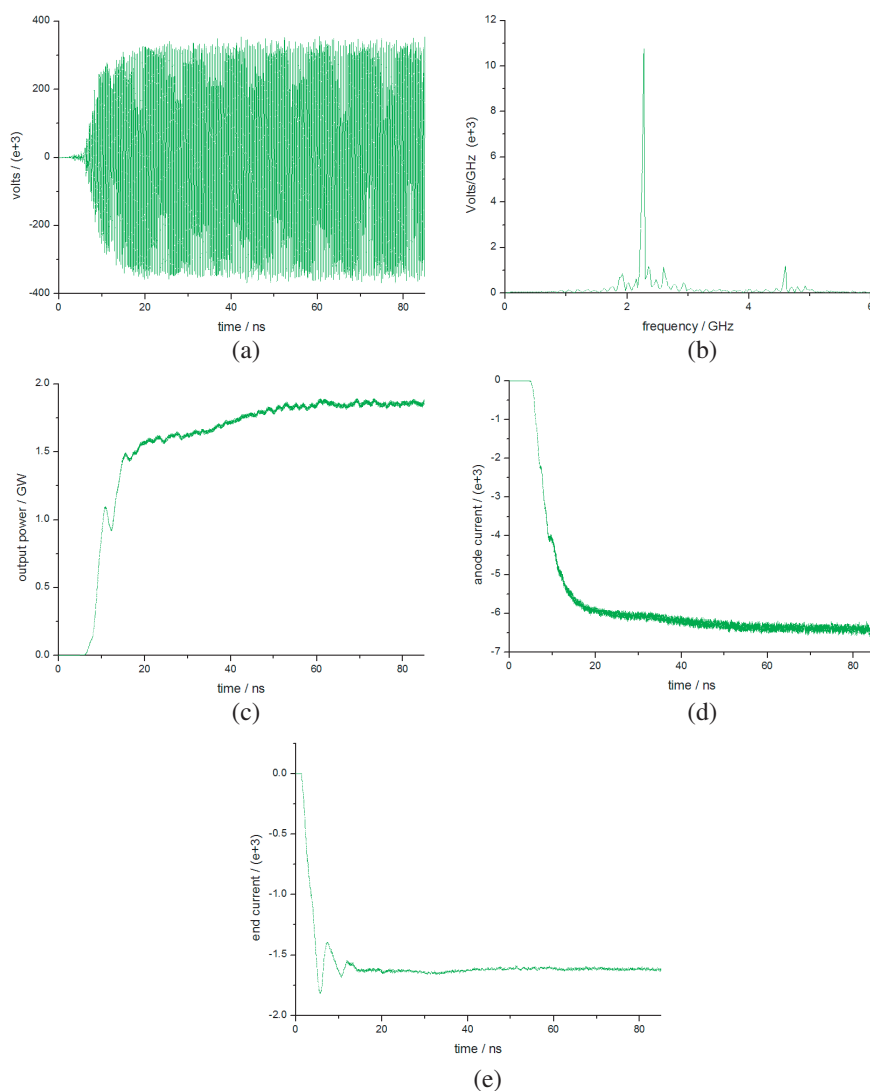 400
200
0
-200
-400
volts / (e+3)
0 20 40 60 80
time / ns
(a)
12
11
10
8
6
4
2
1
0
Volts/GHz (e+3)
0 2 4 6
frequency / GHz
(b)
2.0
1.5
1.0
0.5
0.0
output power / GW
0 20 40 60 80
time / ns
(c)
0
-1
-2
-3
-4
-5
-6
-7
anode current / (e+3)
0 20 40 60 80
time / ns
(d)
0.0
-0.5
-1.0
-1.5
-2.0
end current / (e+3)
0 20 40 60 80
time / ns
(e)